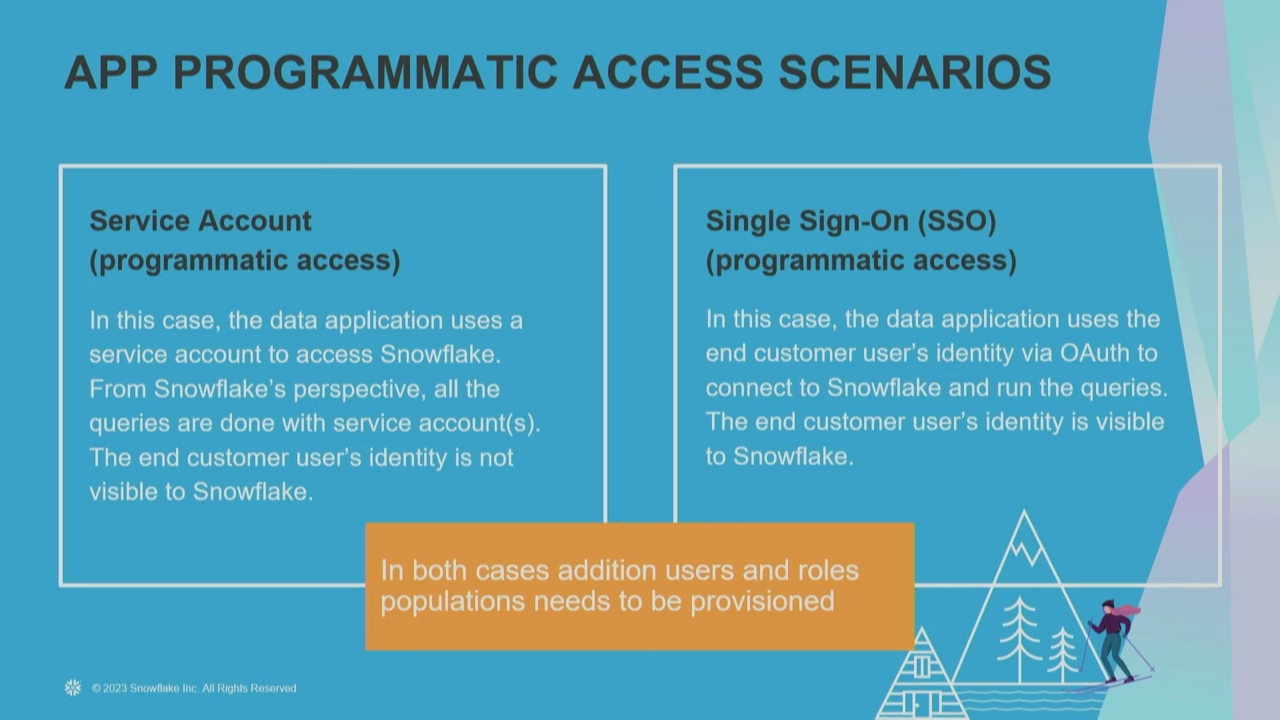 APP PROGRAMMATIC ACCESS SCENARIOS
Service Account
(programmatic access)
In this case, the data application uses a
service account to access Snowflake.
From Snowflake’s perspective, all the
queries are done with service account(s).
The end customer user’s identity is not
visible to Snowflake.
Single Sign-On (SSO)
(programmatic access)
In this case, the data application uses the
end customer user’s identity via OAuth to
connect to Snowflake and run the queries.
The end customer user’s identity is visible
to Snowflake.
In both cases addition users and roles
populations needs to be provisioned
© 2023 Snowflake Inc. All Rights Reserved